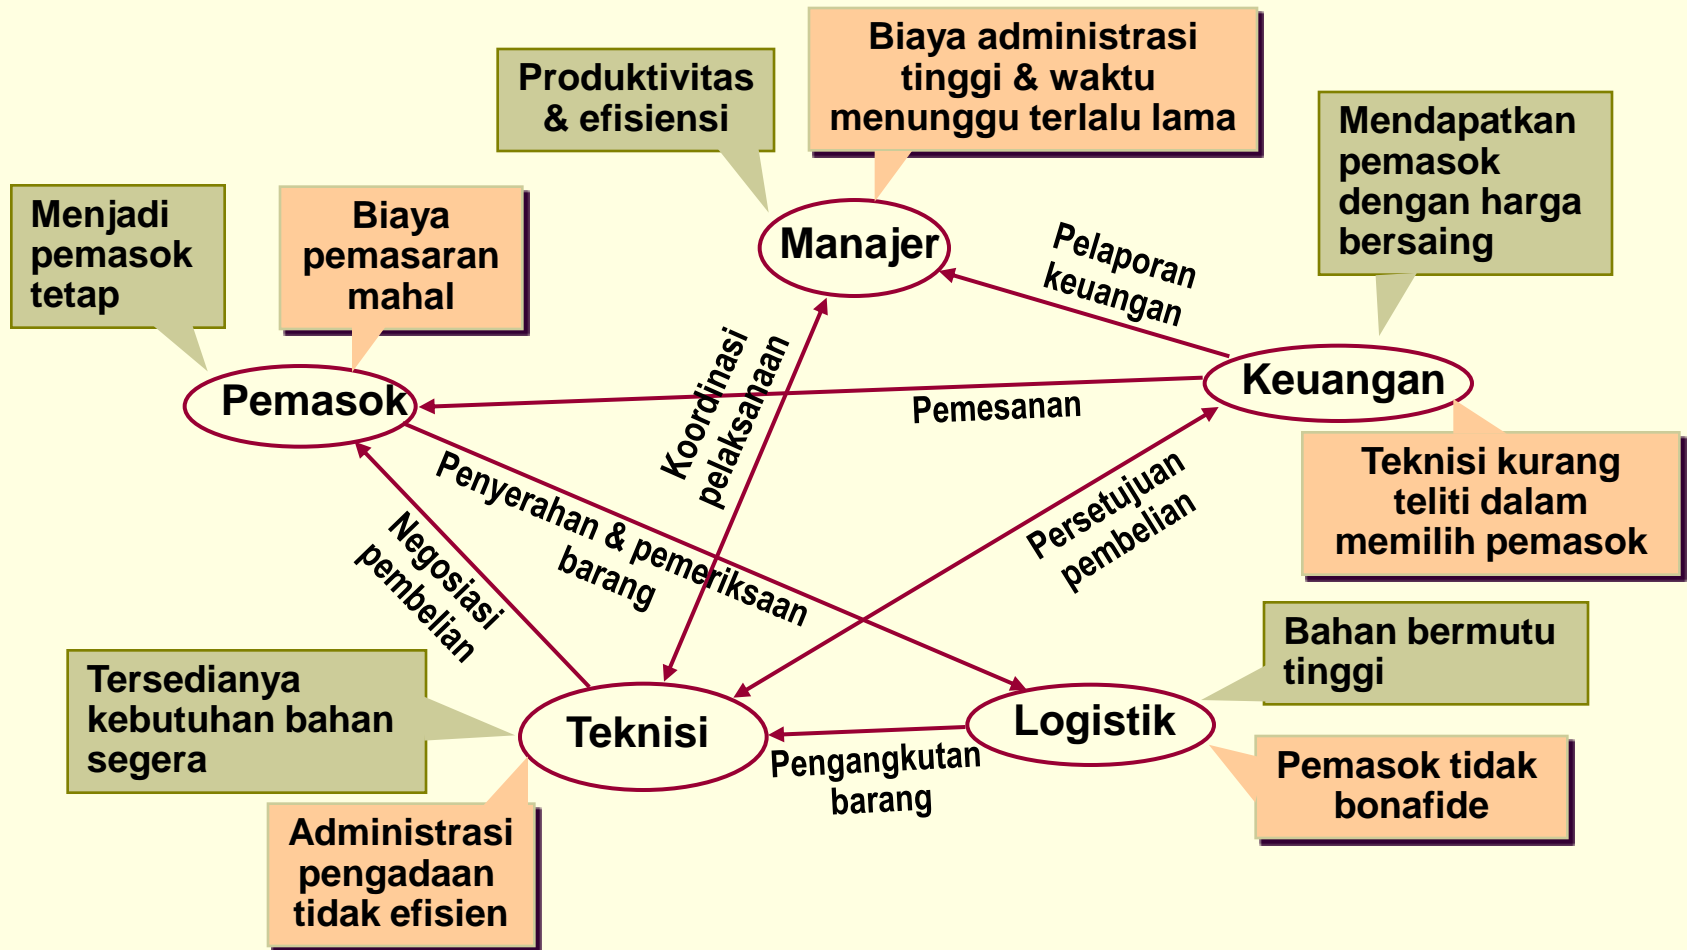 Biaya administrasi
tinggi & waktu
menunggu terlalu lama
Produktivitas
& efisiensi
Mendapatkan
pemasok
dengan harga
bersaing
Menjadi
pemasok
tetap
Biaya
pemasaran
mahal
Manajer
Pelaporan
keuangan
Koordinasi
pelaksanaan
Pemasok
Keuangan
Pemesanan
Penyerahan & pemeriksaan
barang
Persetujuan
pembelian
Teknisi kurang
teliti dalam
memilih pemasok
Negosiasi
pembelian
Bahan bermutu
tinggi
Tersedianya
kebutuhan bahan
segera
Teknisi
Logistik
Pengangkutan
barang
Pemasok tidak
bonafide
Administrasi
pengadaan
tidak efisien